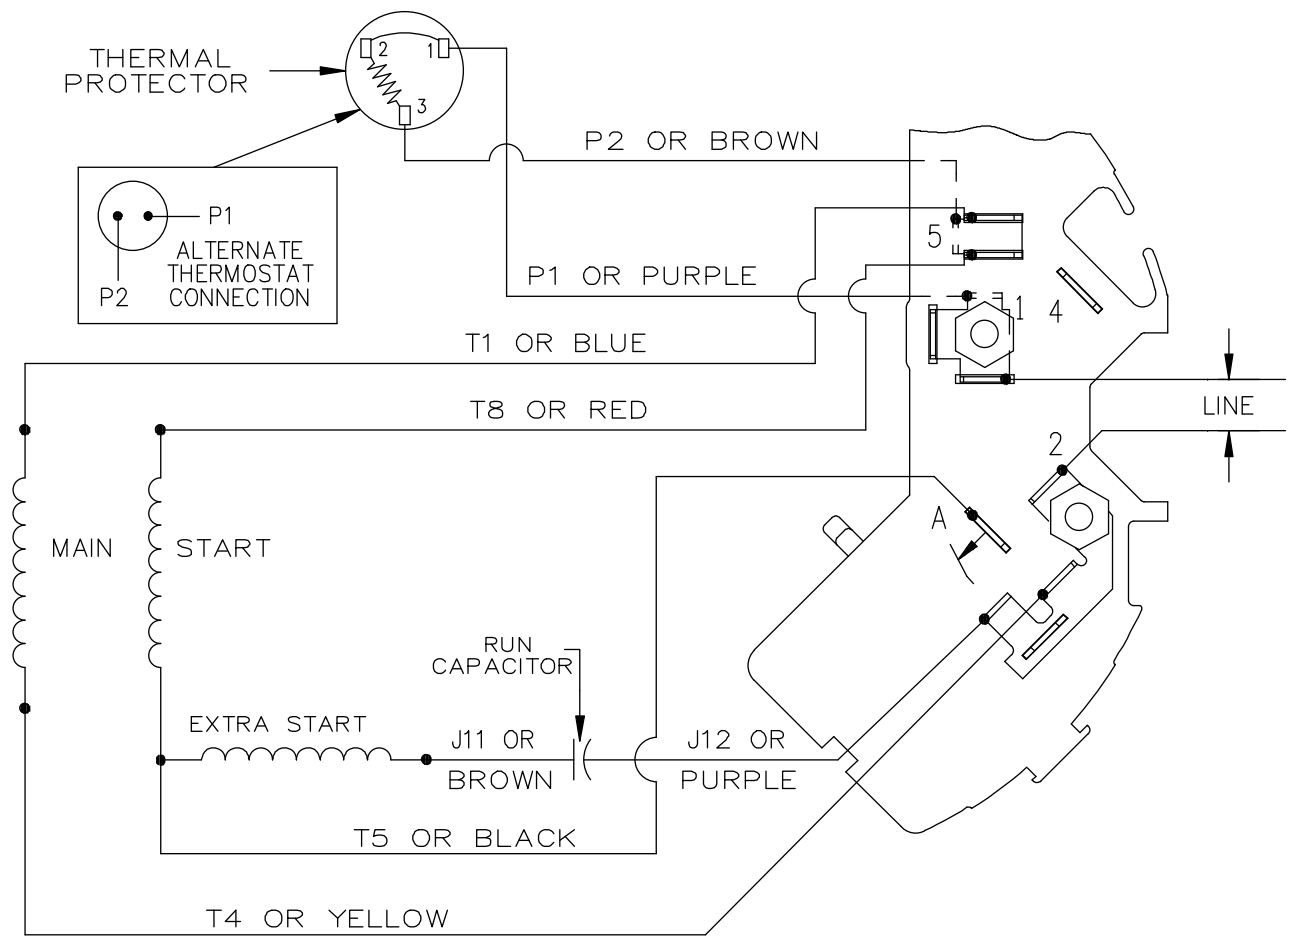 THERMAL
PROTECTOR
2
1
3
P2 OR BROWN
P1
ALTERNATE
THERMOSTAT
CONNECTION
P2
5
P1 OR PURPLE
1
4
T1 OR BLUE
T8 OR RED
LINE
2
A
MAIN
START
RUN
CAPACITOR
EXTRA START
J11 OR
BROWN
J12 OR
PURPLE
T5 OR BLACK
T4 OR YELLOW